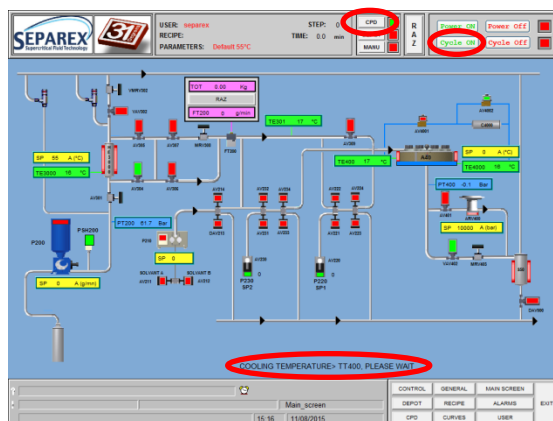 SEPAREX
Supercritical Fluid Technology
31
USER: separex
RECIPE:
PARAMETERS: Default 55°C
STEP: 0
TIME: 0.0 min
CPD
MANU
R
A
Z
Power ON
Power Off
Cycle ON
Cycle Off
TOT 0.00 Kg
RAZ
FT200 0 g/min
TE301 17 °C
SP 55 A (°C)
TE3000 16 °C
TE400 17 °C
SP 0 A (°C)
TE4000 16 °C
PT400 -0.1 Bar
SP 10000 A (bar)
PT200 61.7 Bar
P200
PSH200
SP 0 A (g/min)
SP 0
SOLVANT A
SOLVANT B
P230
SP2
0
P220
SP1
0
COOLING TEMPERATURE> TT400, PLEASE WAIT
Main_screen
15:16 11/08/2015
CONTROL GENERAL MAIN SCREEN
DEPOT RECIPE ALARMS EXIT
CPD CURVES USER